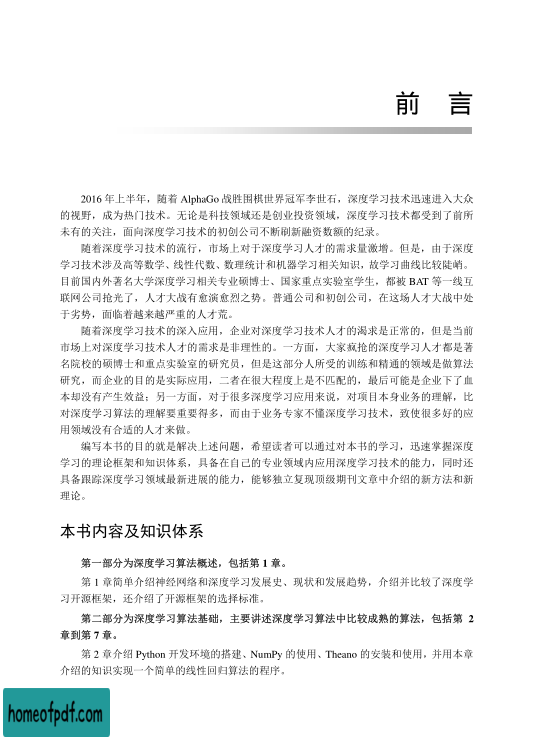 前 言
2016 年上半年，随着 AlphaGo 战胜围棋世界冠军李世石，深度学习技术迅速进入大众
的视野，成为热门技术。无论是科技领域还是创业投资领域，深度学习技术都受到了前所
未有的关注，面向深度学习技术的初创公司不断刷新融资数额的纪录。
随着深度学习技术的流行，市场上对于深度学习人才的需求量激增。但是，由于深度
学习技术涉及高等数学、线性代数、数理统计和机器学习相关知识，故学习曲线比较陡峭。
目前国内外著名大学深度学习相关专业硕博士、国家重点实验室学生，都被 BAT 等一线互
联网公司抢光了，人才大战有愈演愈烈之势。普通公司和初创公司，在这场人才大战中处
于劣势，面临着越来越严重的人才荒。
随着深度学习技术的深入应用，企业对深度学习技术人才的渴求是正常的，但是当前
市场上对深度学习技术人才的需求是非理性的。一方面，大家疯抢的深度学习人才都是著
名院校的硕博士和重点实验室的研究员，但是这部分人所受的训练和精通的领域是做算法
研究，而企业的目的是实际应用，二者在很大程度上是不匹配的，最后可能是企业下了血
本却没有产生效益；另一方面，对于很多深度学习应用来说，对项目本身业务的理解，比
对深度学习算法的理解要重要得多，而由于业务专家不懂深度学习技术，致使很多好的应
用领域没有合适的人才来做。
编写本书的目的就是解决上述问题，希望读者可以通过对本书的学习，迅速掌握深度
学习的理论框架和知识体系，具备在自己的专业领域内应用深度学习技术的能力，同时还
具备跟踪深度学习领域最新进展的能力，能够独立复现顶级期刊文章中介绍的新方法和新
理论。
本书内容及知识体系
第一部分为深度学习算法概述，包括第 1 章。
第 1 章简单介绍神经网络和深度学习发展史、现状和发展趋势，介绍并比较了深度学
习开源框架，还介绍了开源框架的选择标准。
第二部分为深度学习算法基础，主要讲述深度学习算法中比较成熟的算法，包括第 2
章到第 7 章。
第 2 章介绍 Python 开发环境的搭建、NumPy 的使用、Theano 的安装和使用，并用本章
介绍的知识实现一个简单的线性回归算法的程序。
homeofpdf.com